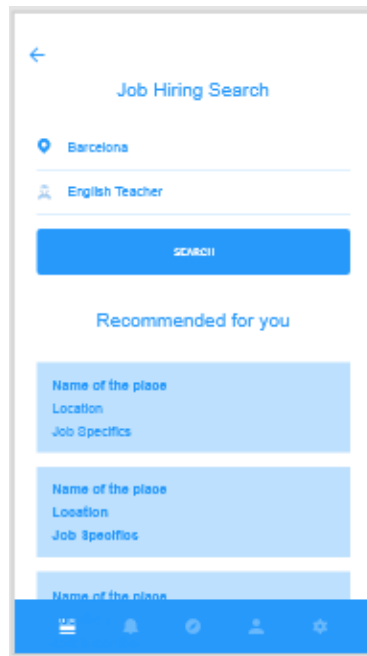 Job Hiring Search
Barcelona
English Teacher
SEARCH
Recommended for you
Name of the place
Location
Job Specifics
Name of the place
Location
Job Specifics
Name of the place